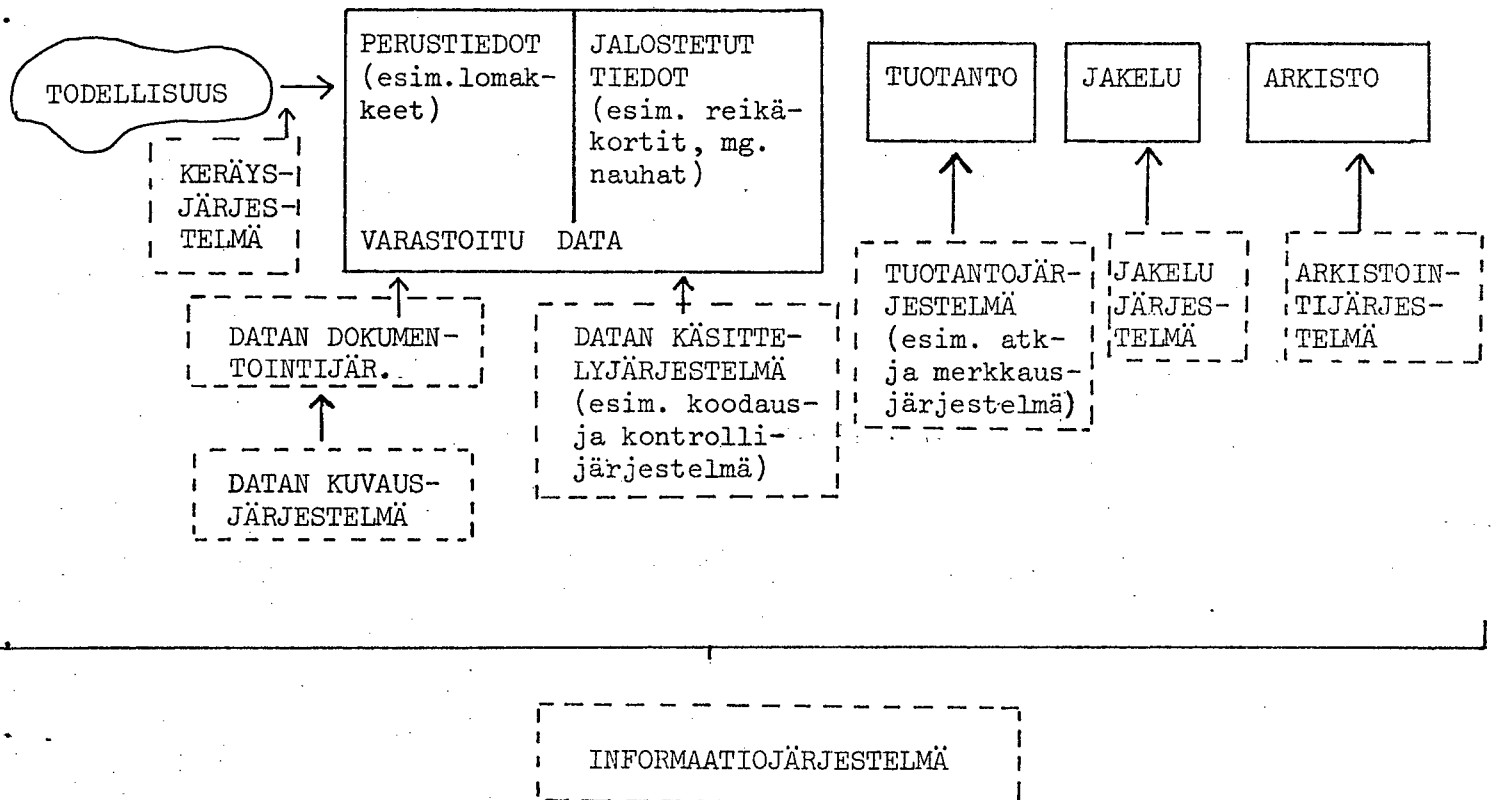 TODELLISUUS
PERUSTIEDOT
(esim.lomak-
keet)
JALOSTETUT
TIEDOT
(esim. reikä-
kortit, mg.
nauhat)
VARASTOITU DATA
TUOTANTO
JAKELU
ARKISTO
KERÄYS-
JÄRJES-
TELMÄ
DATAN DOKUMEN-
TOINTIJÄR.
DATAN KUVAUS-
JÄRJESTELMÄ
DATAN KÄSITTE-
LYJÄRJESTELMÄ
(esim. koodaus-
ja kontrolli-
järjestelmä)
TUOTANTOJÄR-
JESTELMÄ
(esim. atk-
ja merkkaus-
järjestelmä)
JAKELU
JÄRJES-
TELMÄ
ARKISTOIN-
TIJÄRJES-
TELMÄ
INFORMAATIOJÄRJESTELMÄ